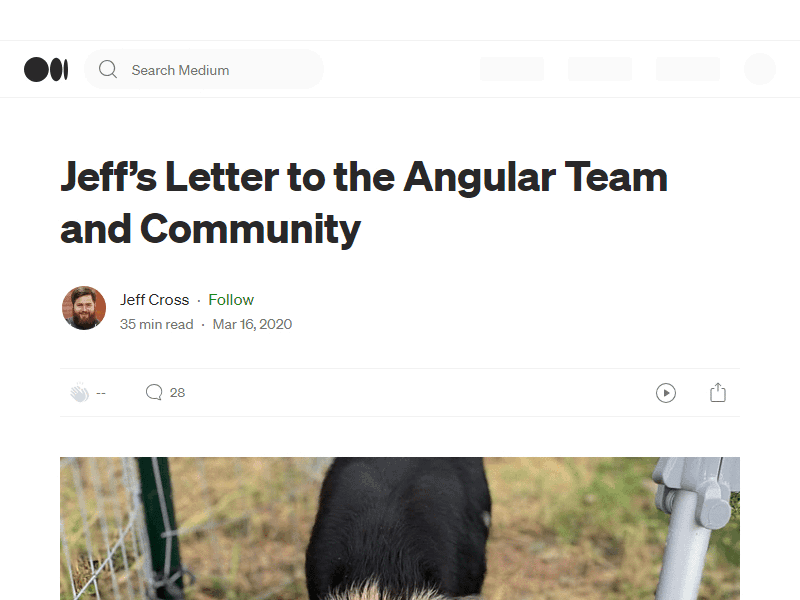 Search Medium
Jeff’s Letter to the Angular Team
and Community
Jeff Cross · Follow
35 min read · Mar 16, 2020
-- 28